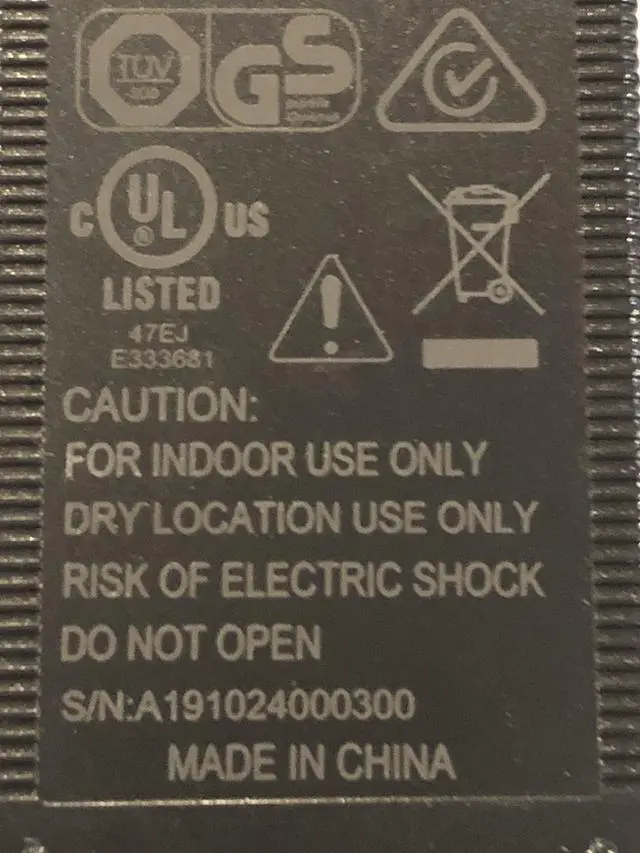 TUV
GS
C UL US
®
LISTED
47EJ
E333681
CAUTION:
FOR INDOOR USE ONLY
DRY LOCATION USE ONLY
RISK OF ELECTRIC SHOCK
DO NOT OPEN
S/N:A191024000300
MADE IN CHINA